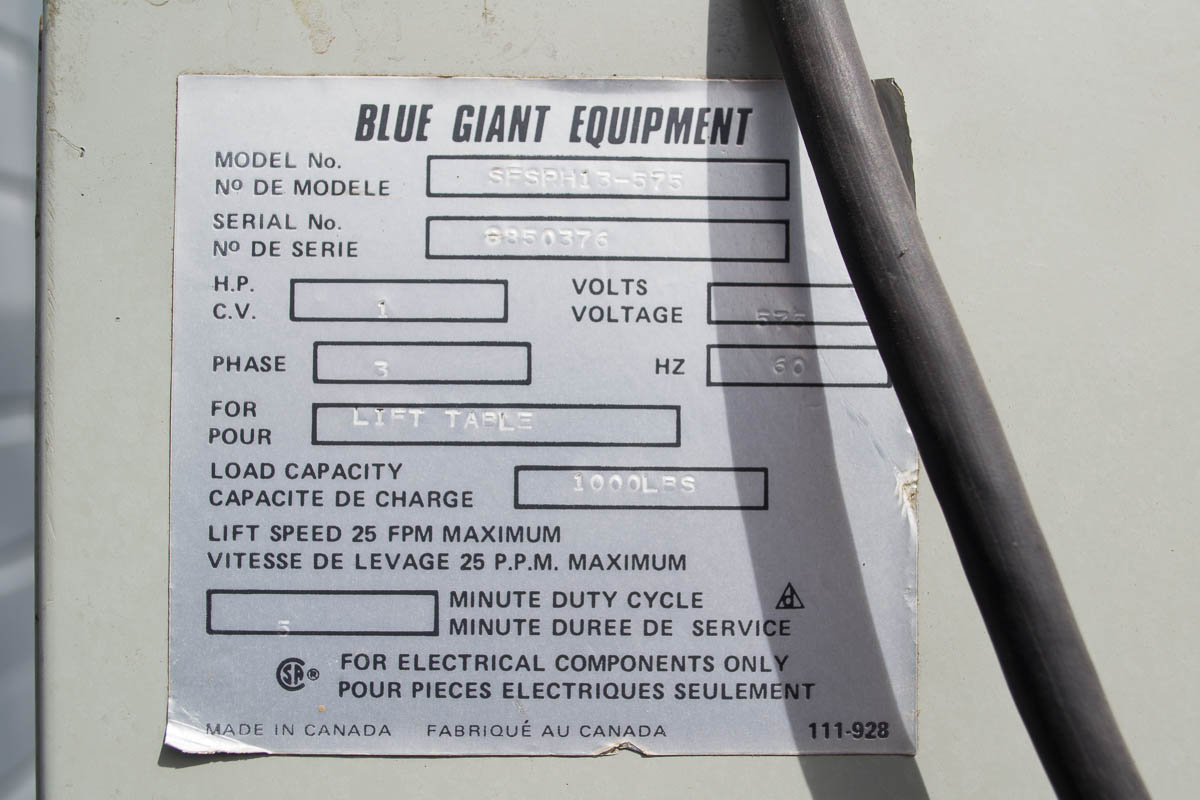 BLUE GIANT EQUIPMENT
MODEL No.
Nº DE MODELE
SFSPH13-575
SERIAL No.
Nº DE SERIE
8850376
H.P.
C.V.
1
VOLTS
VOLTAGE
575
PHASE
3
HZ
60
FOR
POUR
LIFT TABLE
LOAD CAPACITY
CAPACITE DE CHARGE
1000LBS
LIFT SPEED 25 FPM MAXIMUM
VITESSE DE LEVAGE 25 P.P.M. MAXIMUM
5
MINUTE DUTY CYCLE
MINUTE DUREE DE SERVICE
SA®
FOR ELECTRICAL COMPONENTS ONLY
POUR PIECES ELECTRIQUES SEULEMENT
MADE IN CANADA FABRIQUÉ AU CANADA 111-928